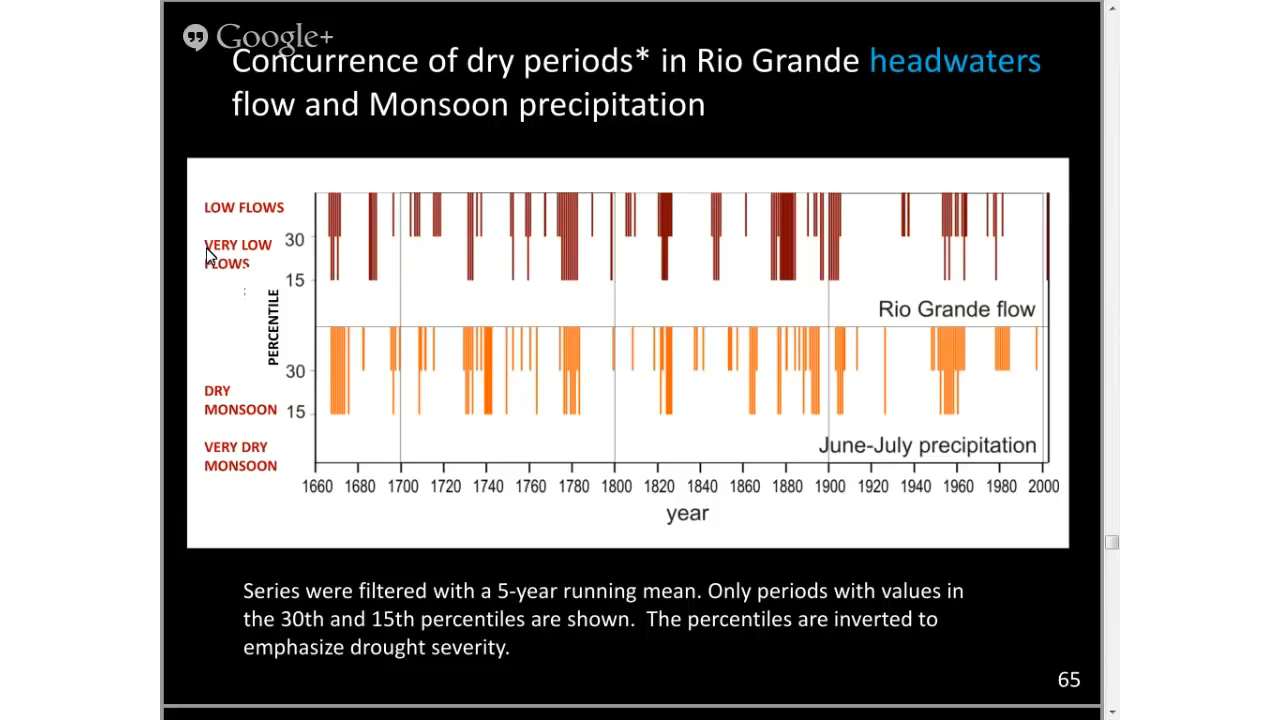 Google+
Concurrence of dry periods* in Rio Grande headwaters
flow and Monsoon precipitation
LOW FLOWS
VERY LOW
FLOWS
30
15
PERCENTILE
Rio Grande flow
DRY
MONSOON
30
15
VERY DRY
MONSOON
June-July precipitation
1660 1680 1700 1720 1740 1760 1780 1800 1820 1840 1860 1880 1900 1920 1940 1960 1980 2000
year
Series were filtered with a 5-year running mean. Only periods with values in
the 30th and 15th percentiles are shown. The percentiles are inverted to
emphasize drought severity.
65